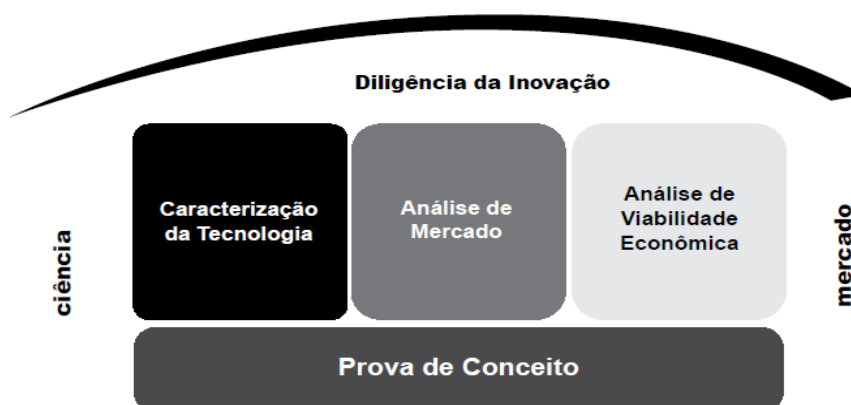 Diligência da Inovação
Caracterização
da Tecnologia
Análise de
Mercado
Análise de
Viabilidade
Econômica
ciência
mercado
Prova de Conceito